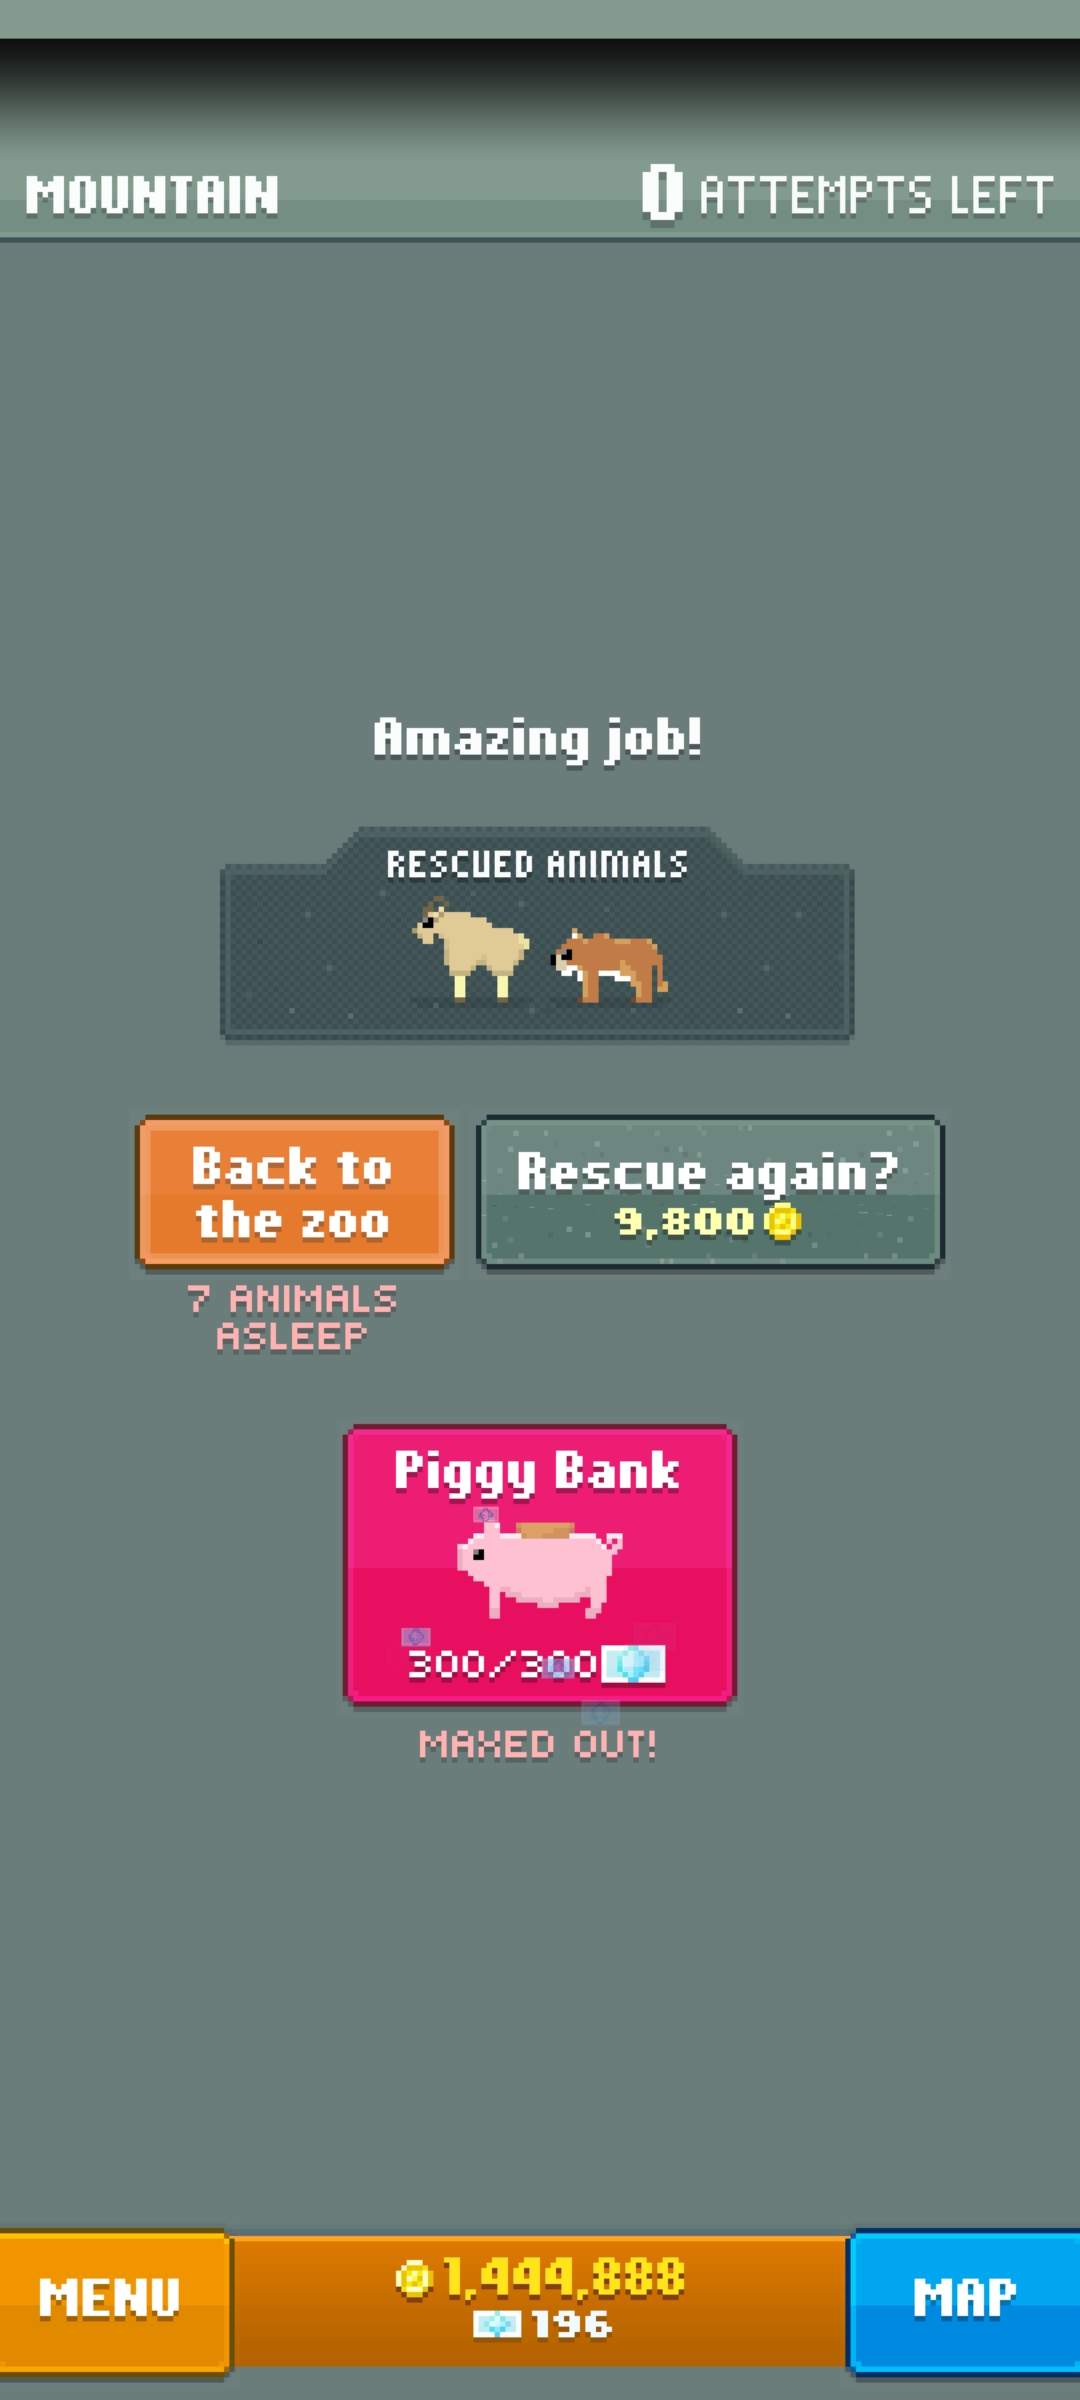 MOUNTAIN
0 ATTEMPTS LEFT
Amazing job!
RESCUED ANIMALS
Back to
the zoo
Rescue again?
9,800
7 ANIMALS
ASLEEP
Piggy Bank
300/300
MAXED OUT!
MENU
1,444,888
196
MAP